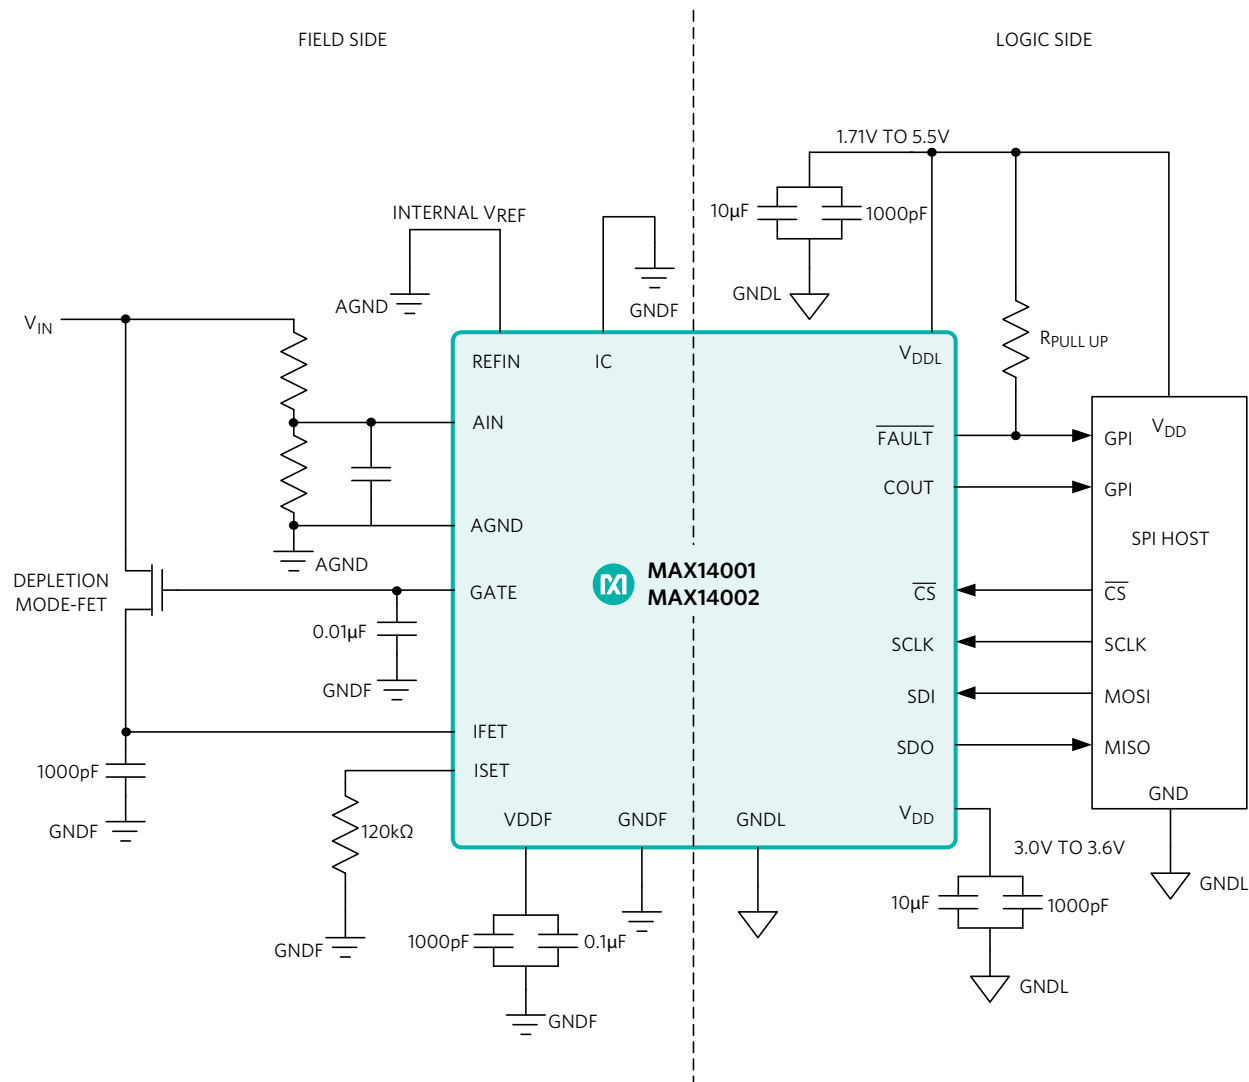 FIELD SIDE
LOGIC SIDE
1.71V TO 5.5V
10µF
1000pF
GNDL
INTERNAL VREF
AGND
GNDF
VIN
RPULL UP
REFIN
IC
VDDL
AIN
FAULT
GPI
VDD
COUT
GPI
AGND
SPI HOST
AGND
DEPLETION
MODE-FET
GATE
MAX14001
MAX14002
CS
CS
0.01µF
SCLK
SCLK
GNDF
SDI
MOSI
IFET
SDO
MISO
1000pF
ISET
GND
GNDF
120kΩ
VDDF
GNDF
GNDL
VDD
3.0V TO 3.6V
GNDL
10µF
1000pF
GNDF
1000pF
0.1µF
GNDL
GNDF